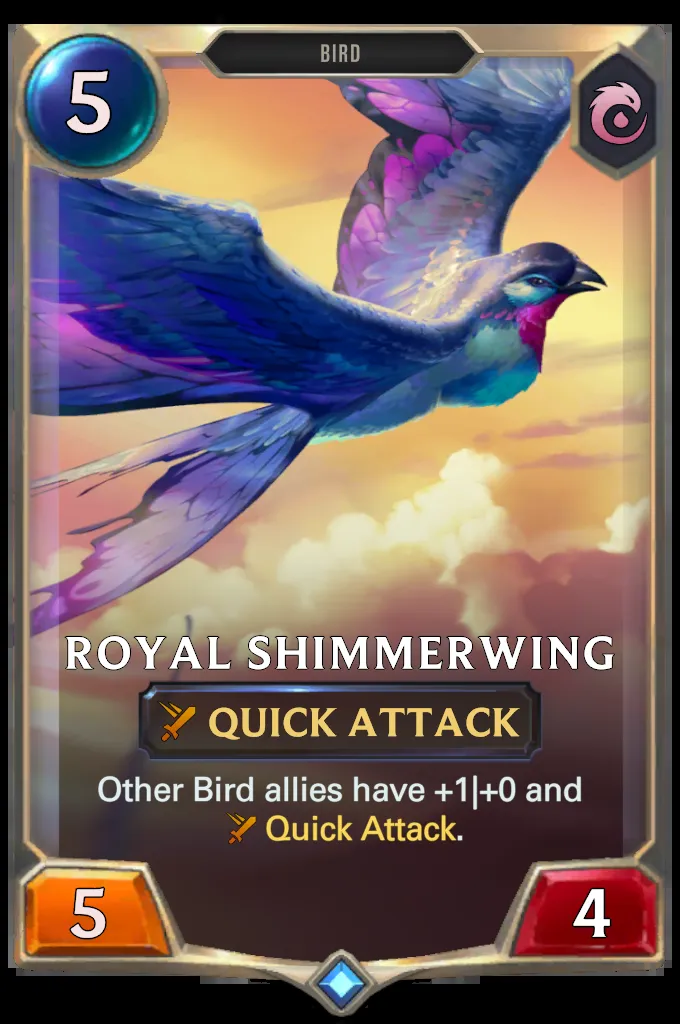 BIRD
5
ROYAL SHIMMERWING
QUICK ATTACK
Other Bird allies have +1|+0 and
Quick Attack.
5
4